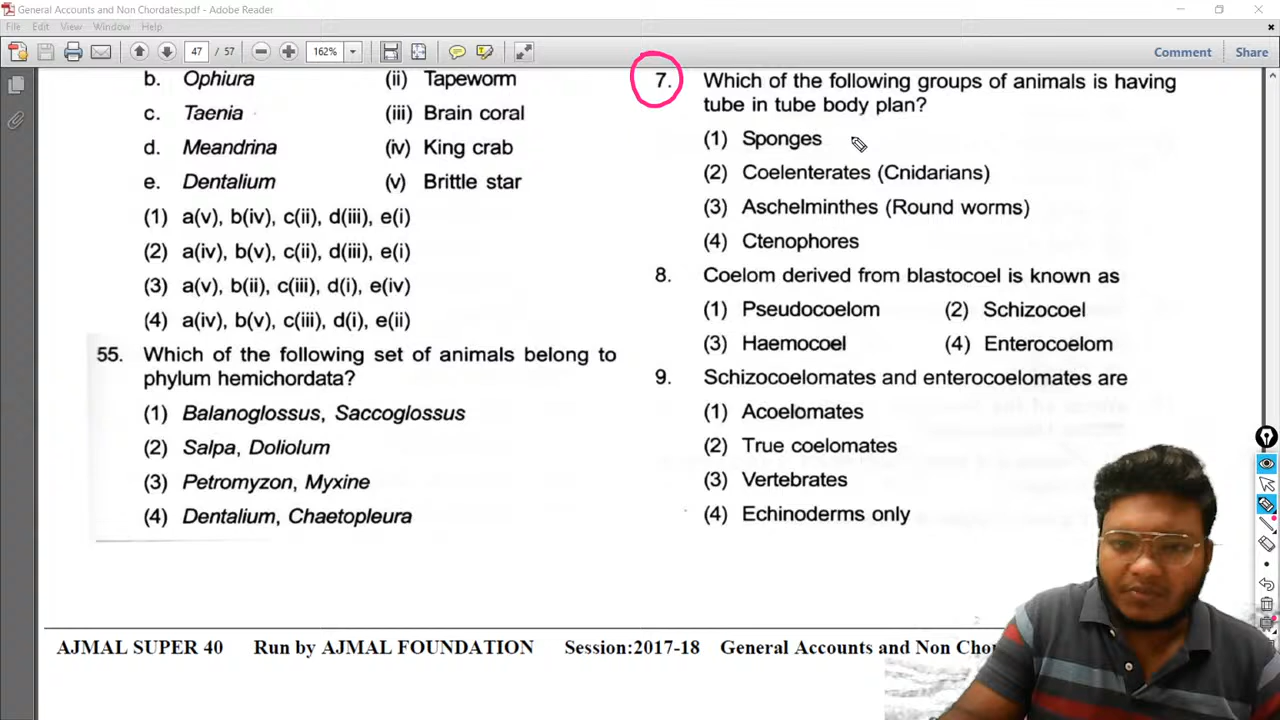 General Accounts and Non Chordates.pdf - Adobe Reader
File Edit View Window Help
47 / 57 162% Comment Share
b. Ophiura (ii) Tapeworm
c. Taenia (iii) Brain coral
d. Meandrina (iv) King crab
e. Dentalium (v) Brittle star
(1) a(v), b(iv), c(ii), d(iii), e(i)
(2) a(iv), b(v), c(ii), d(iii), e(i)
(3) a(v), b(ii), c(iii), d(i), e(iv)
(4) a(iv), b(v), c(iii), d(i), e(ii)
55. Which of the following set of animals belong to
phylum hemichordata?
(1) Balanoglossus, Saccoglossus
(2) Salpa, Doliolum
(3) Petromyzon, Myxine
(4) Dentalium, Chaetopleura
7. Which of the following groups of animals is having
tube in tube body plan?
(1) Sponges
(2) Coelenterates (Cnidarians)
(3) Aschelminthes (Round worms)
(4) Ctenophores
8. Coelom derived from blastocoel is known as
(1) Pseudocoelom (2) Schizocoel
(3) Haemocoel (4) Enterocoelom
9. Schizocoelomates and enterocoelomates are
(1) Acoelomates
(2) True coelomates
(3) Vertebrates
(4) Echinoderms only
AJMAL SUPER 40 Run by AJMAL FOUNDATION Session:2017-18 General Accounts and Non